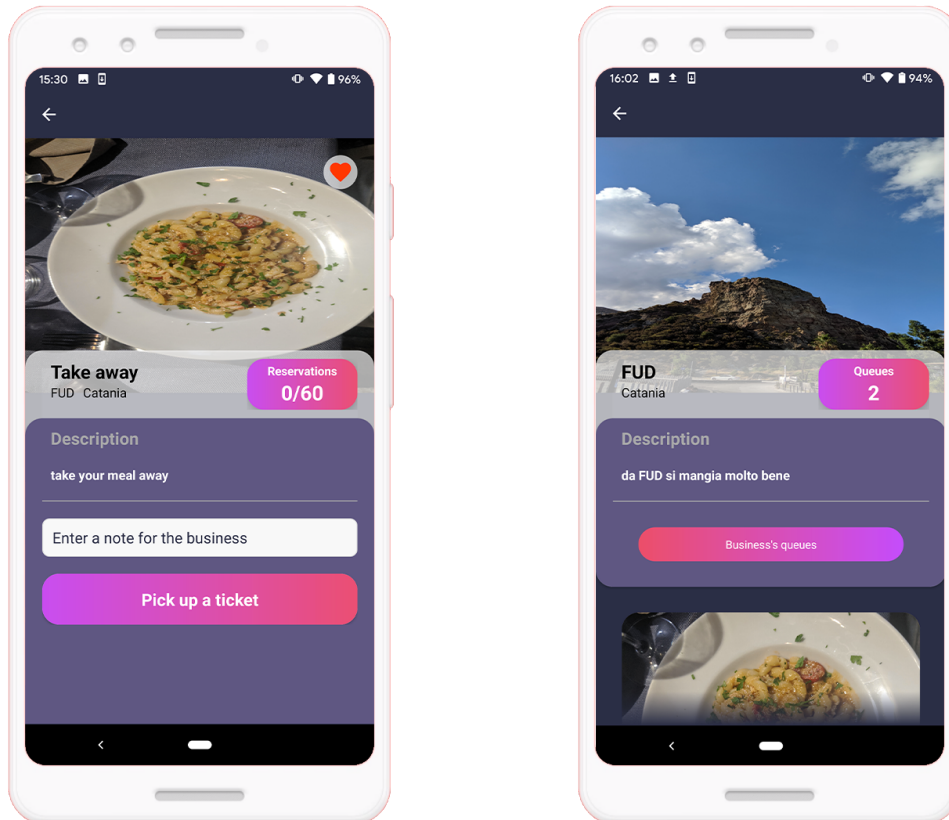 15:30
96%
Take away
FUD Catania
Reservations
0/60
Description
take your meal away
Enter a note for the business
Pick up a ticket
16:02
94%
FUD
Catania
Queues
2
Description
da FUD si mangia molto bene
Business's queues